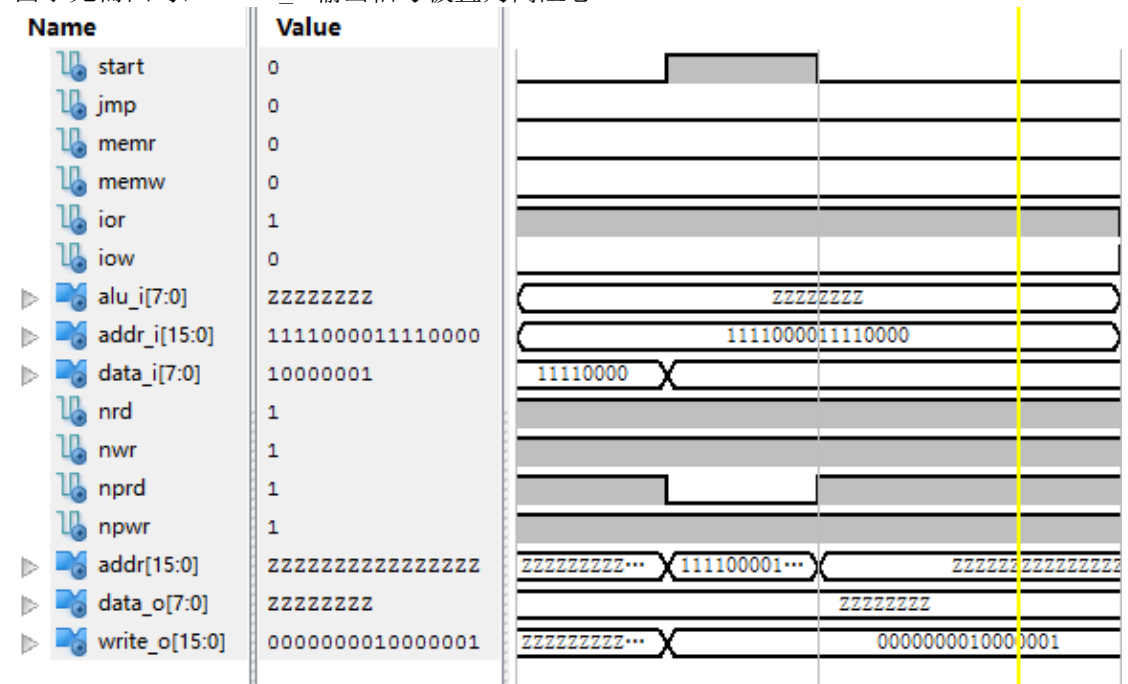 Name Value
start 0
jmp 0
memr 0
memw 0
ior 1
iow 0
alu_i[7:0] ZZZZZZZZ ZZZZZZZZ
addr_i[15:0] 1111000011110000 1111000011110000
data_i[7:0] 10000001 11110000
nrd 1
nwr 1
nprd 1
npwr 1
addr[15:0] ZZZZZZZZZZZZZZZZ ZZZZZZZZZ··· 111100001··· ZZZZZZZZZZZZZZZ
data_o[7:0] ZZZZZZZZ ZZZZZZZZ
write_o[15:0] 0000000010000001 ZZZZZZZZZ··· 0000000010000001